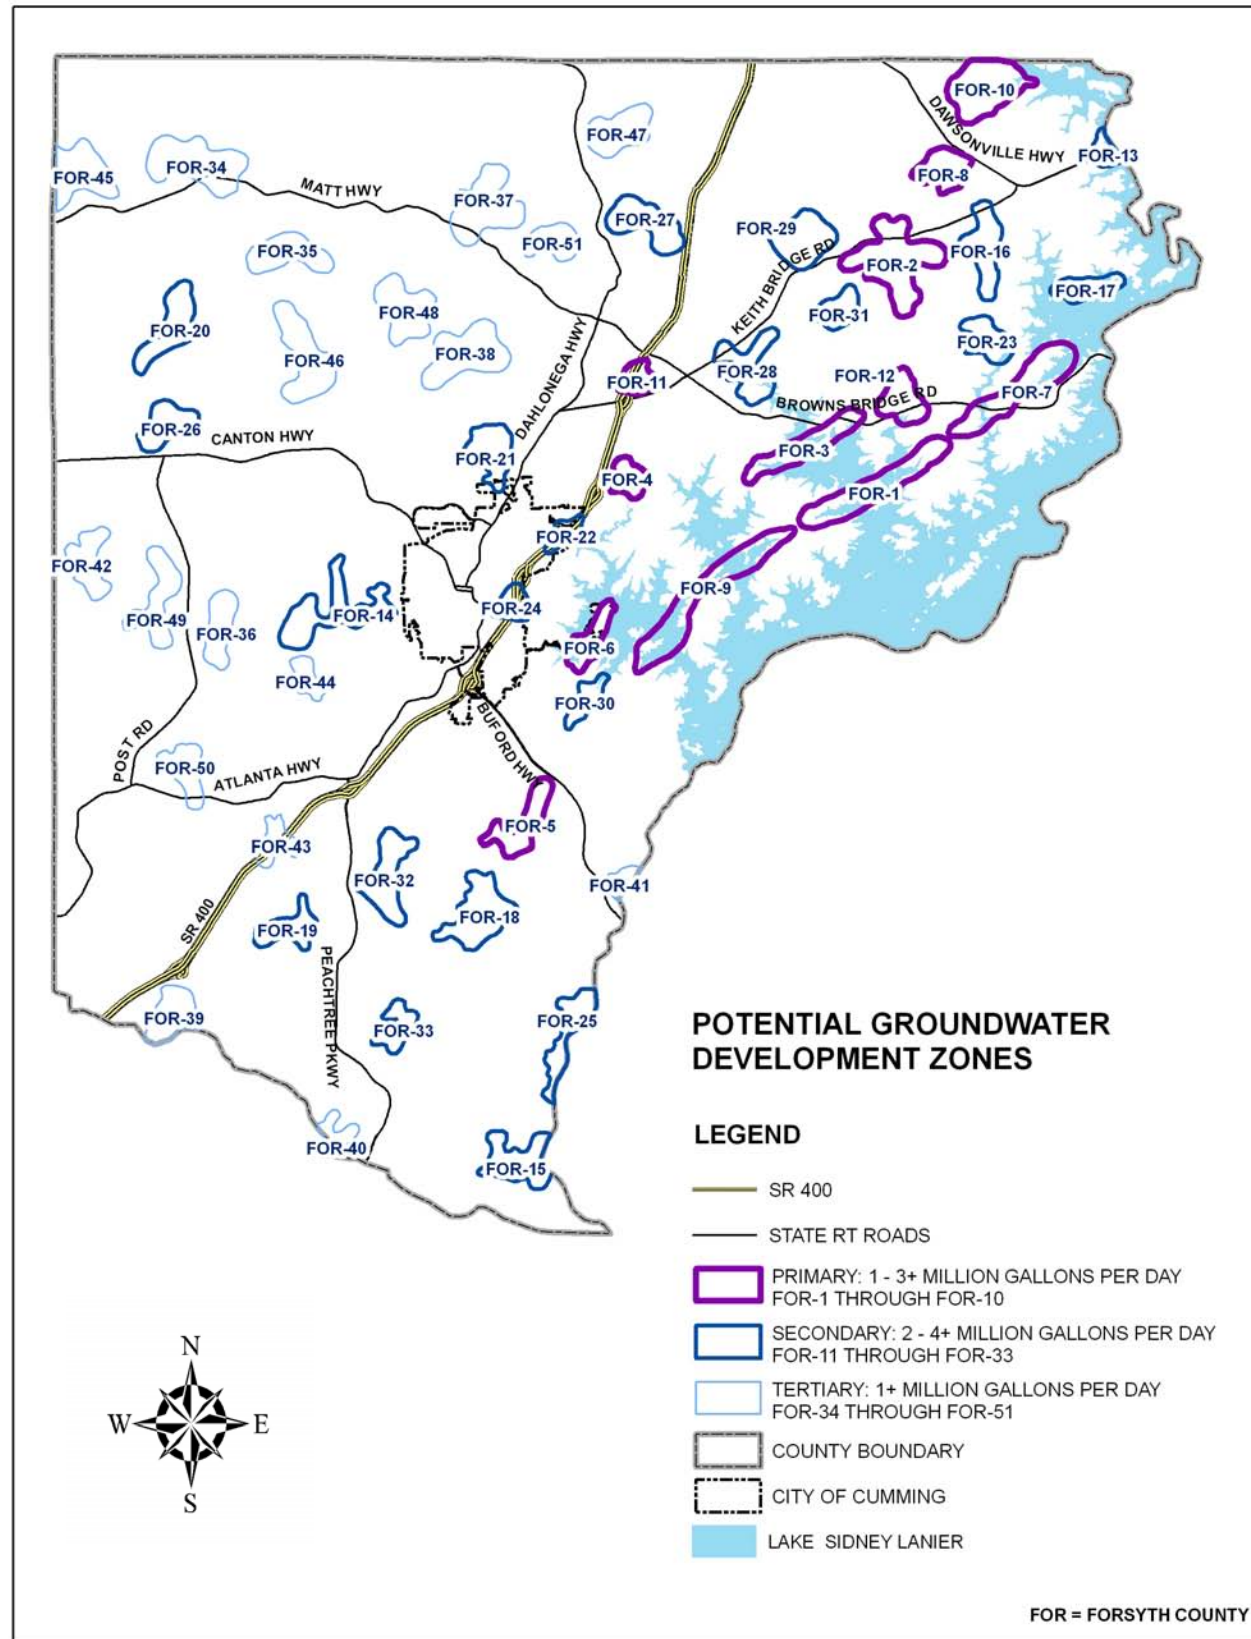 FOR-10
DAWSONVILLE HWY
FOR-47
FOR-13
FOR-34
FOR-45
FOR-8
MATT HWY
FOR-37
FOR-27
FOR-29
FOR-51
FOR-16
FOR-35
FOR-2
KEITH BRIDGE RD
FOR-17
FOR-48
FOR-31
FOR-20
FOR-23
FOR-38
FOR-46
DAHLONEGA HWY
FOR-28
FOR-12
FOR-11
FOR-7
BROWNS BRIDGE RD
FOR-26
CANTON HWY
FOR-21
FOR-3
FOR-4
FOR-1
FOR-22
FOR-42
FOR-9
FOR-24
FOR-14
FOR-49
FOR-36
FOR-6
FOR-44
FOR-30
BUFORD HWY
POST RD
FOR-50
ATLANTA HWY
FOR-5
FOR-43
FOR-32
FOR-41
FOR-18
SR 400
FOR-19
PEACHTREE PKWY
FOR-39
FOR-33
FOR-25
FOR-40
FOR-15
POTENTIAL GROUNDWATER
DEVELOPMENT ZONES
LEGEND
SR 400
STATE RT ROADS
PRIMARY: 1 - 3+ MILLION GALLONS PER DAY
FOR-1 THROUGH FOR-10
SECONDARY: 2 - 4+ MILLION GALLONS PER DAY
FOR-11 THROUGH FOR-33
TERTIARY: 1+ MILLION GALLONS PER DAY
FOR-34 THROUGH FOR-51
COUNTY BOUNDARY
CITY OF CUMMING
LAKE SIDNEY LANIER
N
W E
S
FOR = FORSYTH COUNTY